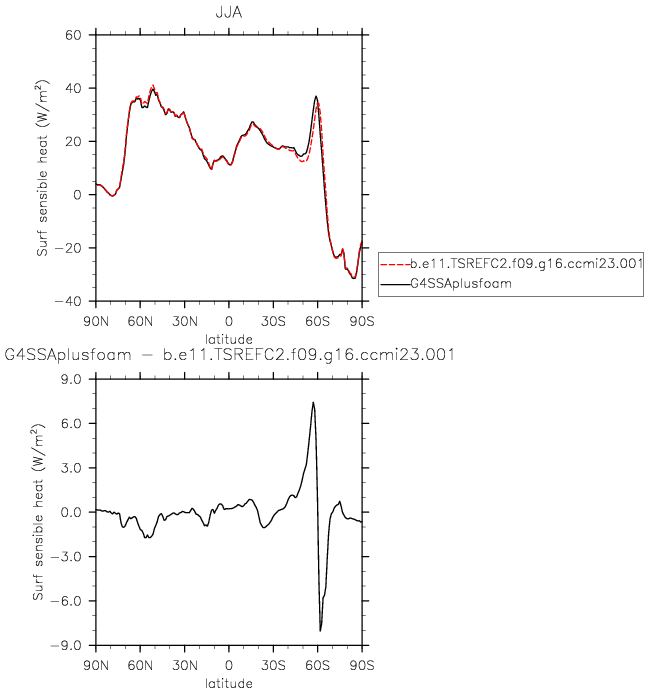 JJA
60
40
20
0
−20
−40
Surf sensible heat (W/m²)
90N 60N 30N 0 30S 60S 90S
latitude
b.e11.TSREFC2.f09.g16.ccmi23.001
G4SSAplusfoam
G4SSAplusfoam − b.e11.TSREFC2.f09.g16.ccmi23.001
9.0
6.0
3.0
0.0
−3.0
−6.0
−9.0
Surf sensible heat (W/m²)
90N 60N 30N 0 30S 60S 90S
latitude